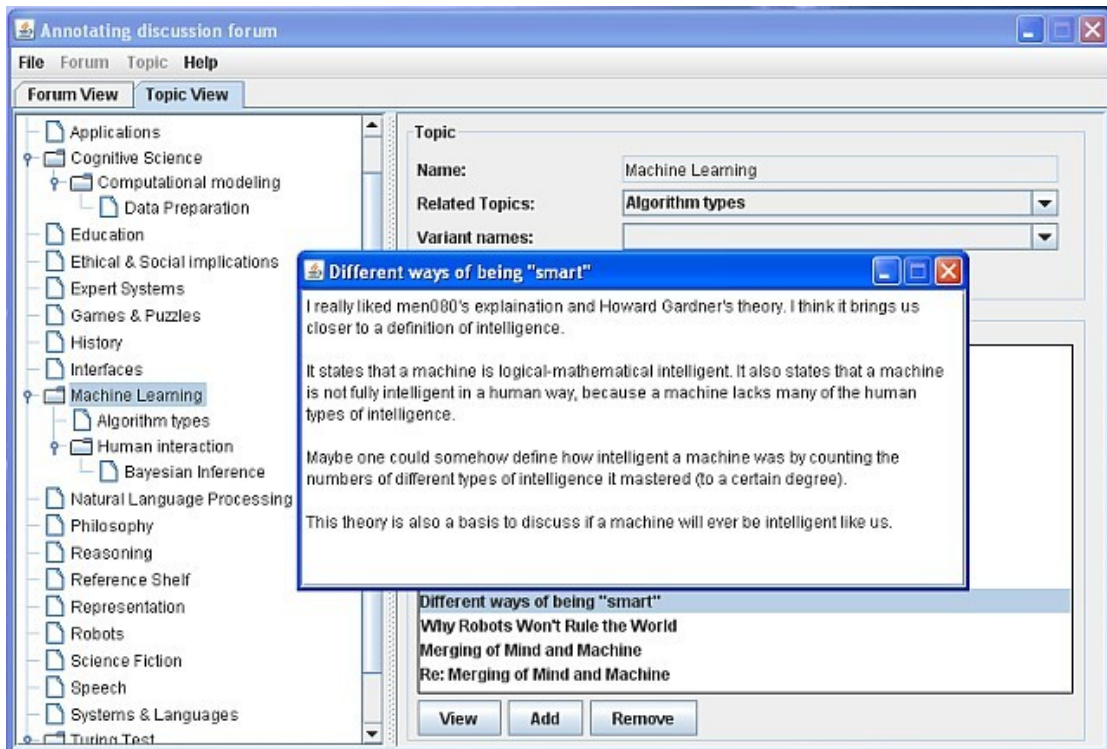 Annotating discussion forum
File Forum Topic Help
Forum View Topic View
Applications
Cognitive Science
Computational modeling
Data Preparation
Education
Ethical & Social implications
Expert Systems
Games & Puzzles
History
Interfaces
Machine Learning
Algorithm types
Human interaction
Bayesian Inference
Natural Language Processing
Philosophy
Reasoning
Reference Shelf
Representation
Robots
Science Fiction
Speech
Systems & Languages
Turing Test
Topic
Name: Machine Learning
Related Topics: Algorithm types
Variant names:
Different ways of being "smart"
I really liked men080's explaination and Howard Gardner's theory. I think it brings us
closer to a definition of intelligence.
It states that a machine is logical-mathematical intelligent. It also states that a machine
is not fully intelligent in a human way, because a machine lacks many of the human
types of intelligence.
Maybe one could somehow define how intelligent a machine was by counting the
numbers of different types of intelligence it mastered (to a certain degree).
This theory is also a basis to discuss if a machine will ever be intelligent like us.
Different ways of being "smart"
Why Robots Won't Rule the World
Merging of Mind and Machine
Re: Merging of Mind and Machine
View Add Remove